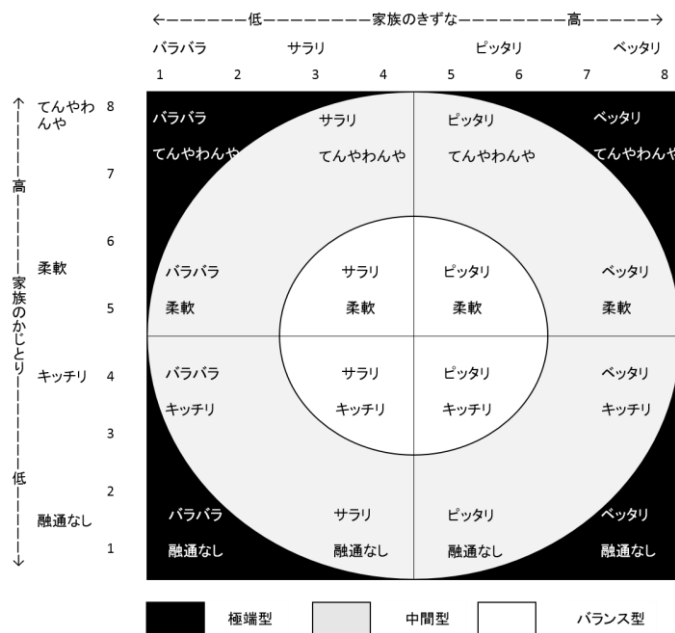 <------低------家族のきずな------高----->
バラバラ サラリ ピッタリ ベッタリ
1 2 3 4 5 6 7 8
<-----高------家族のかじとり------低----->
てんやわ
んや
8
7
6
柔軟
5
キッチリ 4
3
2
融通なし
1
バラバラ サラリ ピッタリ ベッタリ
てんやわんや てんやわんや てんやわんや てんやわんや
バラバラ サラリ ピッタリ ベッタリ
柔軟 柔軟 柔軟 柔軟
バラバラ サラリ ピッタリ ベッタリ
キッチリ キッチリ キッチリ キッチリ
バラバラ サラリ ピッタリ ベッタリ
融通なし 融通なし 融通なし 融通なし
極端型 中間型 バランス型